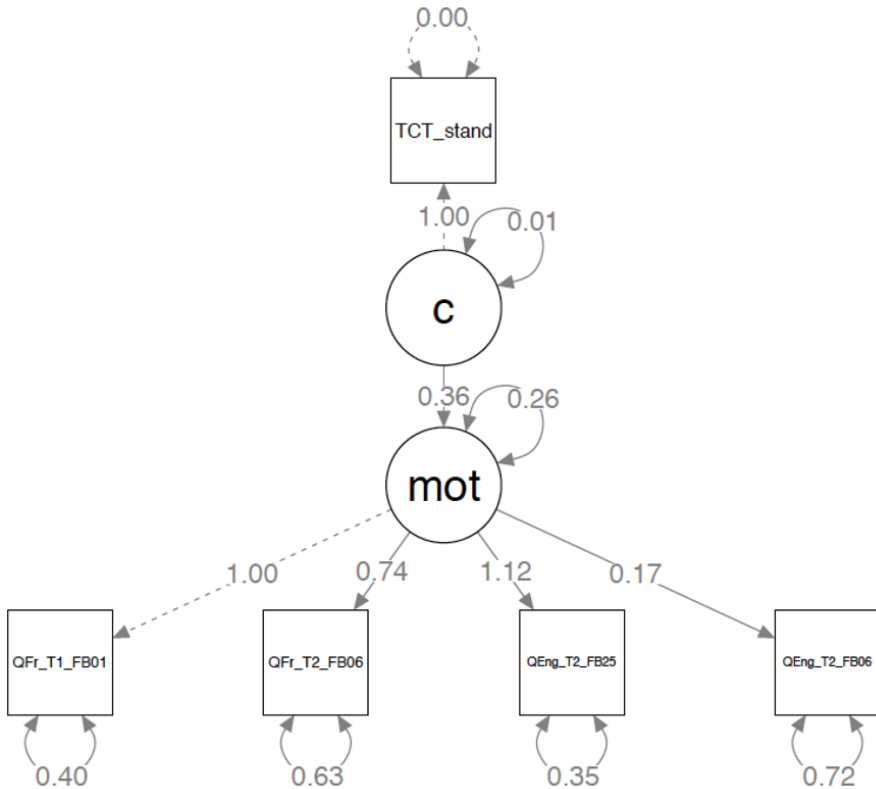 0.00
TCT_stand
1.00
0.01
c
0.36
0.26
mot
1.00
0.74
1.12
0.17
QFr_T1_FB01
QFr_T2_FB06
QEng_T2_FB25
QEng_T2_FB06
0.40
0.63
0.35
0.72